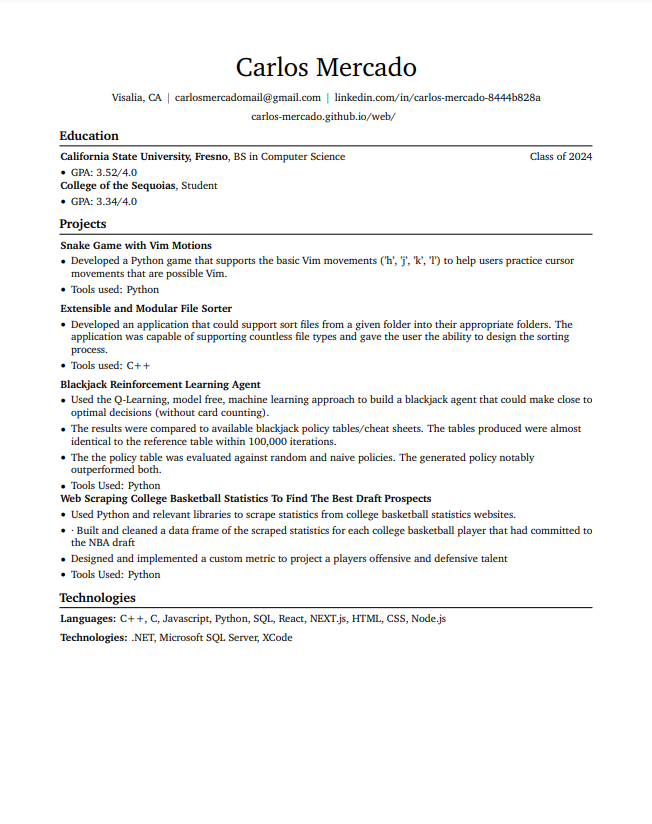 Carlos Mercado
Visalia, CA | carlosmercadomail@gmail.com | linkedin.com/in/carlos-mercado-8444b828a
carlos-mercado.github.io/web/
Education
California State University, Fresno, BS in Computer Science Class of 2024
• GPA: 3.52/4.0
College of the Sequoias, Student
• GPA: 3.34/4.0
Projects
Snake Game with Vim Motions
• Developed a Python game that supports the basic Vim movements ('h', 'j', 'k', 'l') to help users practice cursor
movements that are possible Vim.
• Tools used: Python
Extensible and Modular File Sorter
• Developed an application that could support sort files from a given folder into their appropriate folders. The
application was capable of supporting countless file types and gave the user the ability to design the sorting
process.
• Tools used: C++
Blackjack Reinforcement Learning Agent
• Used the Q-Learning, model free, machine learning approach to build a blackjack agent that could make close to
optimal decisions (without card counting).
• The results were compared to available blackjack policy tables/cheat sheets. The tables produced were almost
identical to the reference table within 100,000 iterations.
• The the policy table was evaluated against random and naive policies. The generated policy notably
outperformed both.
• Tools Used: Python
Web Scraping College Basketball Statistics To Find The Best Draft Prospects
• Used Python and relevant libraries to scrape statistics from college basketball statistics websites.
• · Built and cleaned a data frame of the scraped statistics for each college basketball player that had committed to
the NBA draft
• Designed and implemented a custom metric to project a players offensive and defensive talent
• Tools Used: Python
Technologies
Languages: C++, C, Javascript, Python, SQL, React, NEXT.js, HTML, CSS, Node.js
Technologies: .NET, Microsoft SQL Server, XCode